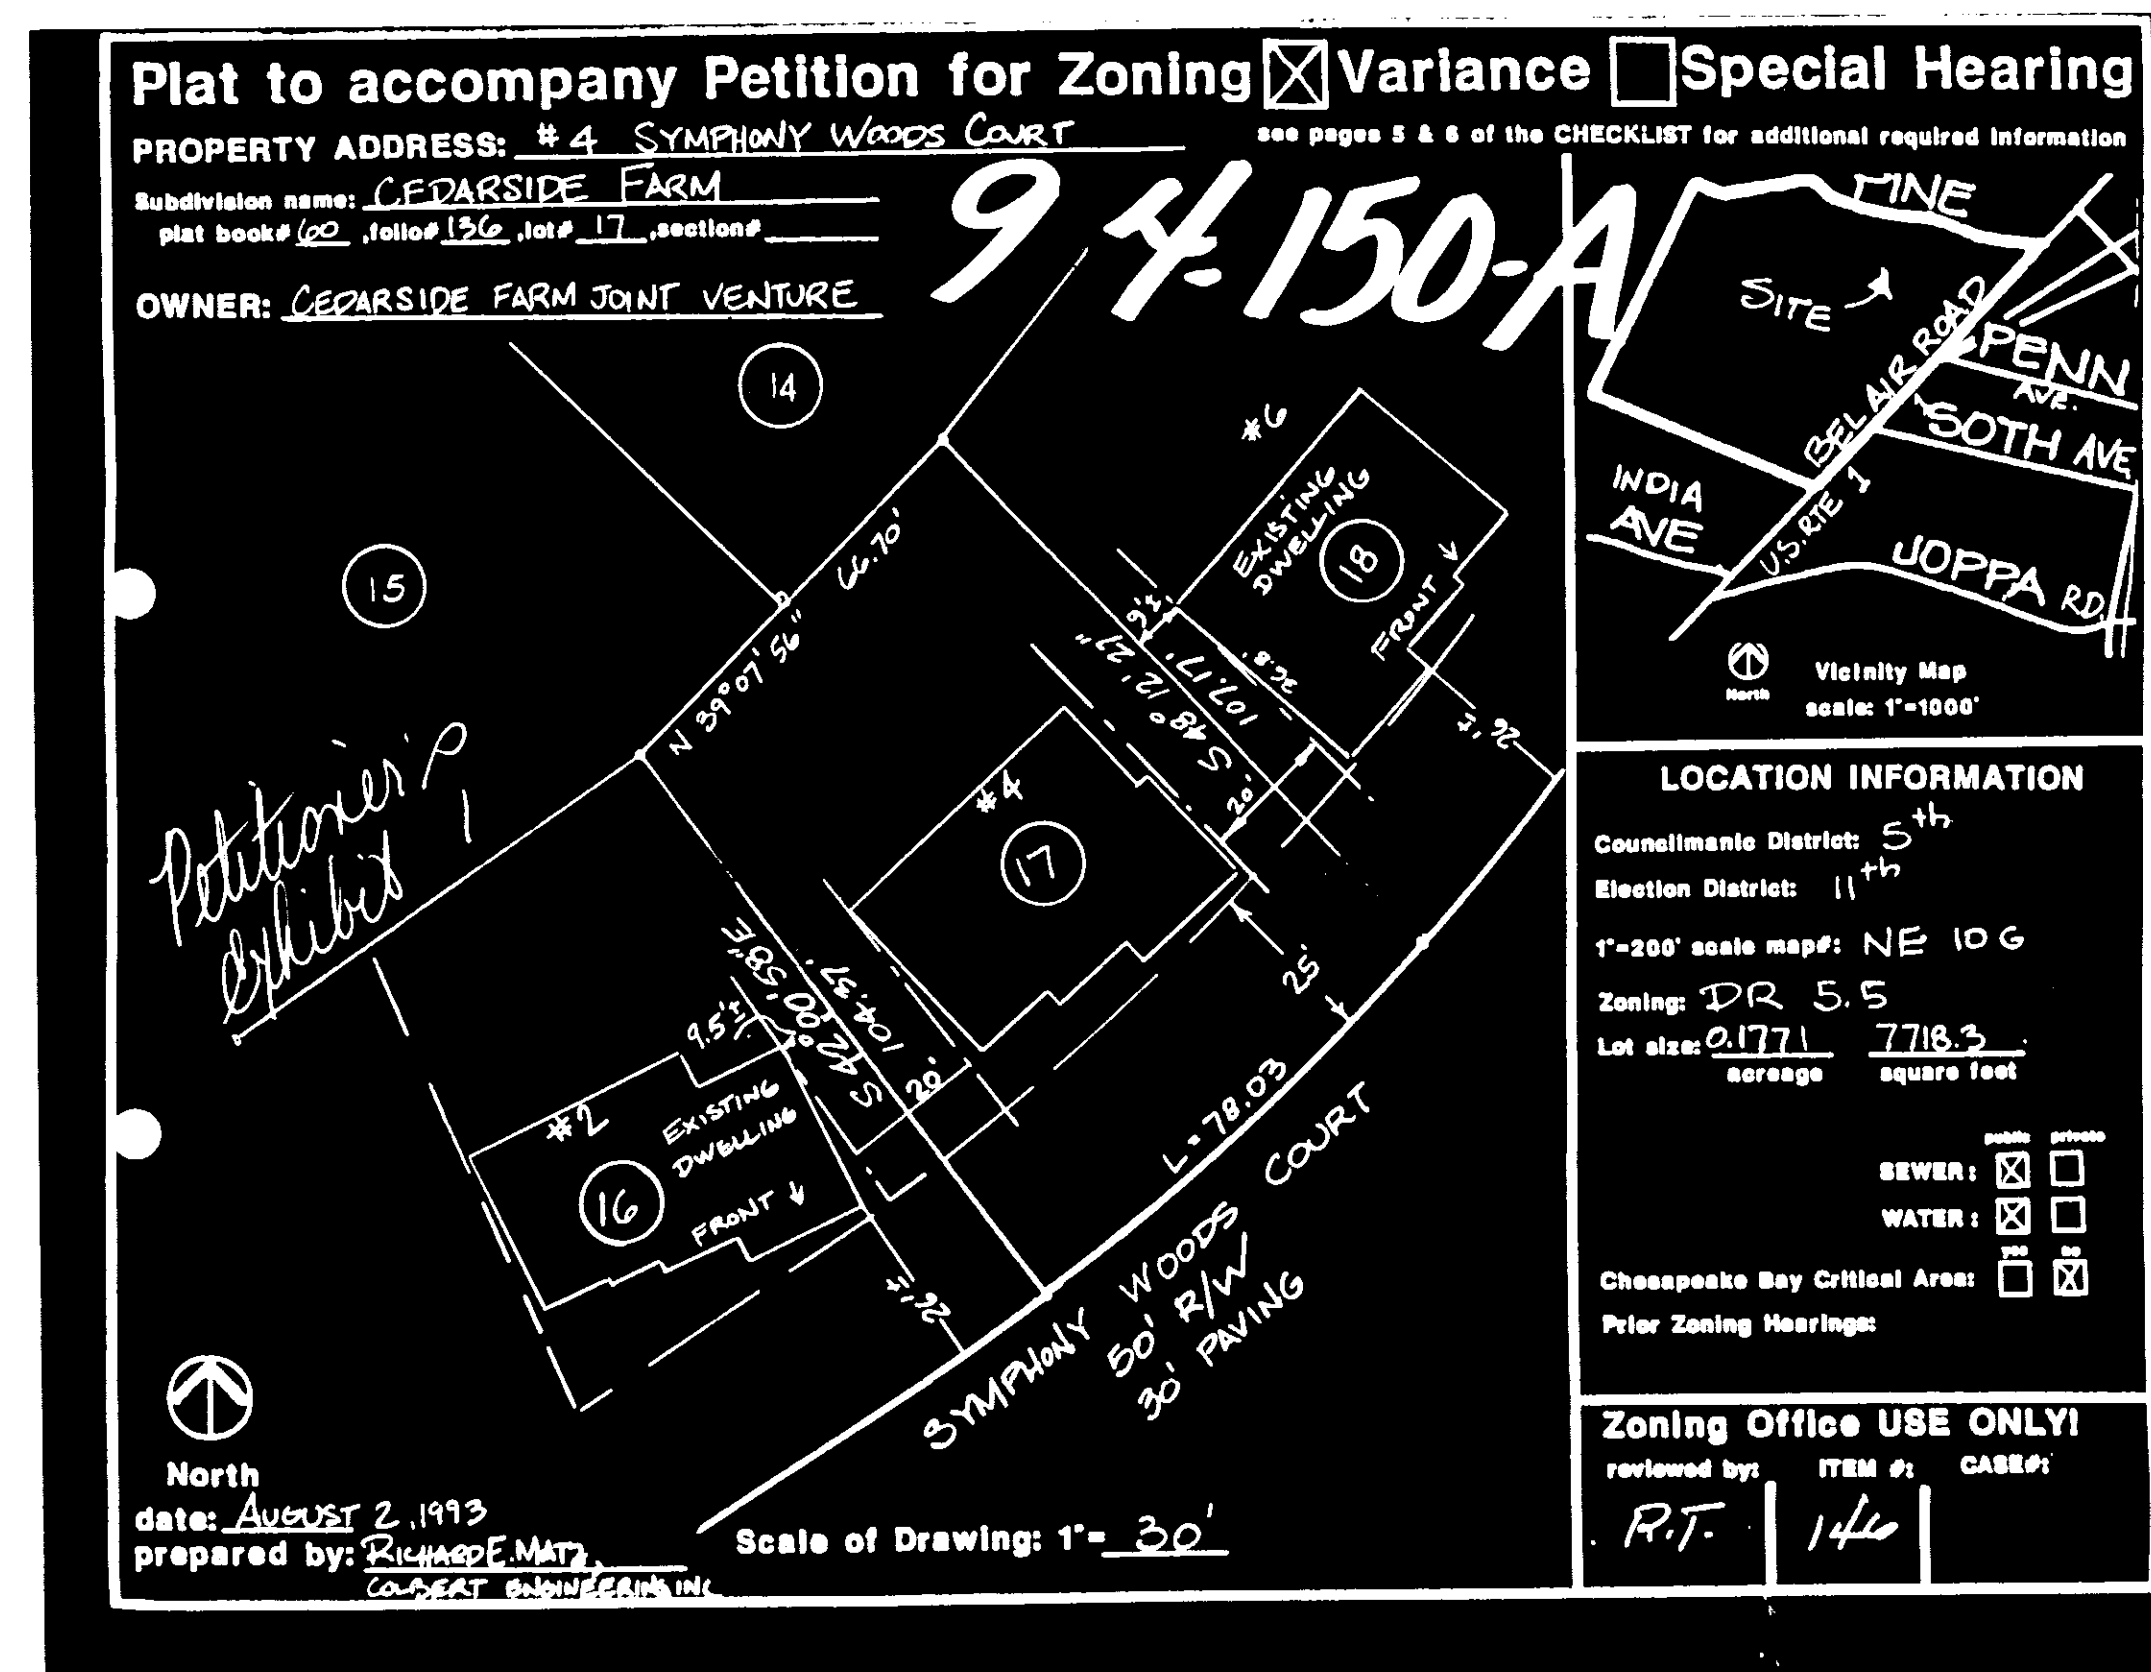 Plat to accompany Petition for Zoning Variance Special Hearing
PROPERTY ADDRESS: #4 SYMPHONY WOODS COURT
see pages 5 & 6 of the CHECKLIST for additional required information
Subdivision name: CEDARSIDE FARM
plat book# 60, folio# 136, lot# 17, section#
OWNER: CEDARSIDE FARM JOINT VENTURE
94-150-A
14
15
#6
EXISTING
DWELLING
18
FRONT
66.70'
N 39°07'56"
9'±
36.8'
S 48° 12' 27"
107.17'
20'
26'±
#4
17
25'
Petitioner's
Exhibit 1
S 42°00'58"E
104.37'
9.5'±
20'
#2
EXISTING
DWELLING
16
FRONT
26'±
L=78.03
SYMPHONY WOODS COURT
50' R/W
30' PAVING
North
date: AUGUST 2, 1993
prepared by: RICHARD E. MATZ,
COLBERT ENGINEERING INC
Scale of Drawing: 1"= 30'
PINE
SITE
BELAIR ROAD
U.S. RTE 1
PENN
AVE.
SOTH AVE
INDIA
AVE
JOPPA RD.
North
Vicinity Map
scale: 1"=1000'
LOCATION INFORMATION
Councilmanic District: 5th
Election District: 11th
1"=200' scale map#: NE 10G
Zoning: DR 5.5
Lot size: 0.1771 7718.3
acreage square feet
public private
SEWER:
WATER:
yes no
Chesapeake Bay Critical Area:
Prior Zoning Hearings:
Zoning Office USE ONLY!
reviewed by: ITEM #: CASE#:
R.T. 146